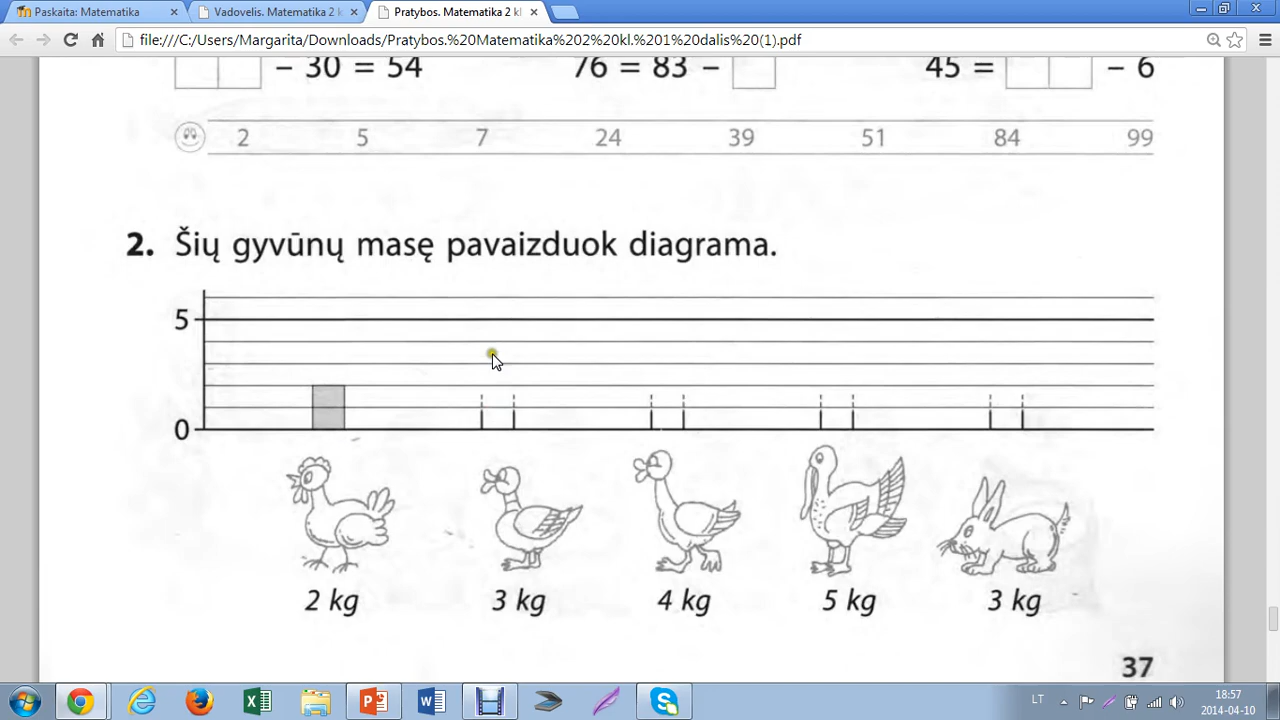 Paskaita: Matematika
Vadovelis. Matematika 2 k
Pratybos. Matematika 2 kl
file:///C:/Users/Margarita/Downloads/Pratybos.%20Matematika%202%20kl.%201%20dalis%20(1).pdf
– 30 = 54 76 = 83 – 45 = – 6
2 5 7 24 39 51 84 99
2. Šių gyvūnų masę pavaizduok diagrama.
5
0
2 kg 3 kg 4 kg 5 kg 3 kg
37
LT 18:57
2014-04-10